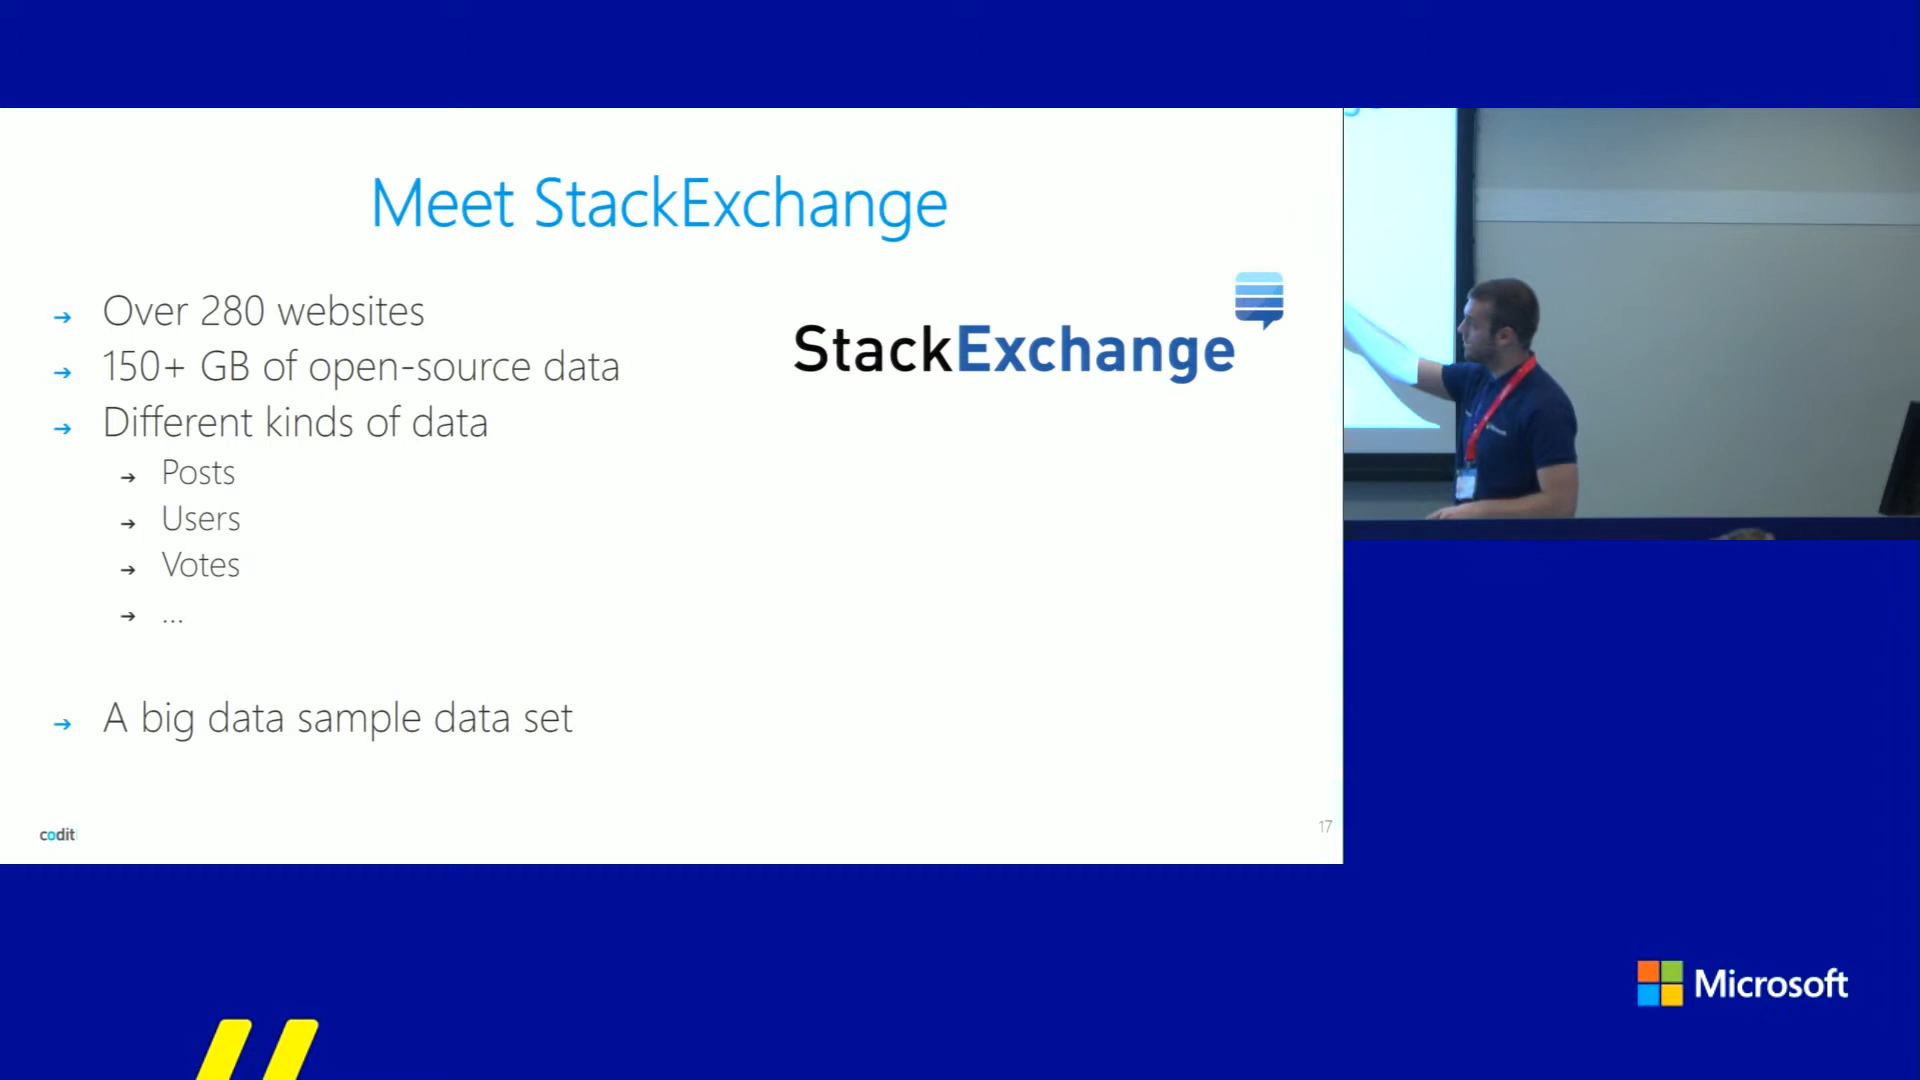 Meet StackExchange
Over 280 websites
150+ GB of open-source data
Different kinds of data
Posts
Users
Votes
...
A big data sample data set
StackExchange
codit
17
Microsoft